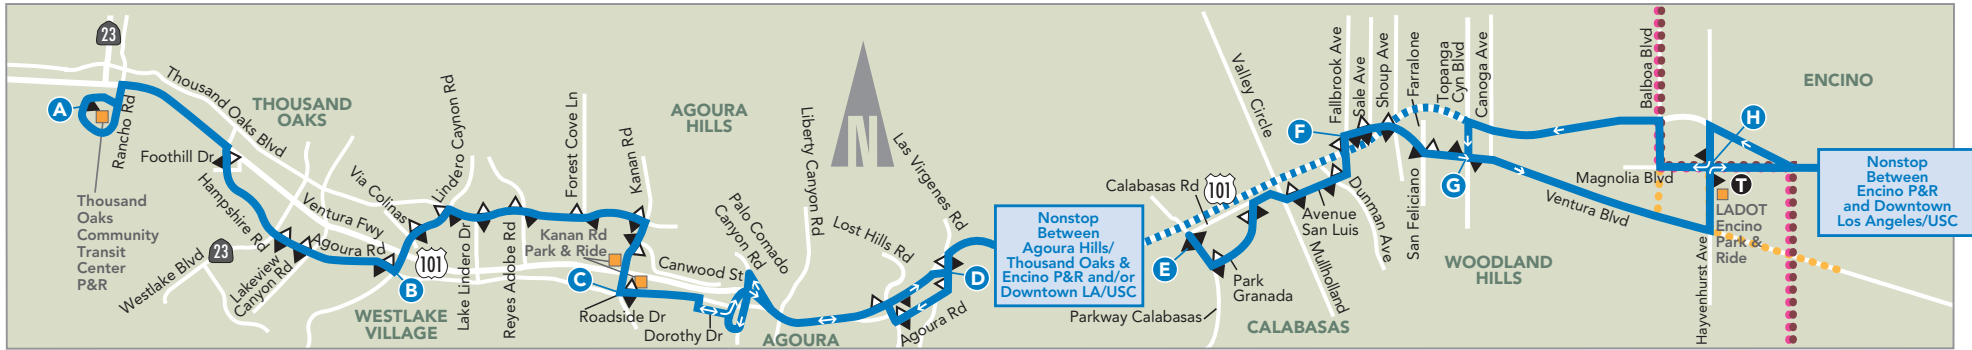 23
A
Rancho Rd
Thousand Oaks Blvd
THOUSAND
OAKS
Foothill Dr
Thousand
Oaks
Community
Transit
Center
P&R
Hampshire Rd
Ventura Fwy
Via Colinas
Lindero Caynon Rd
Agoura Rd
Westlake Blvd
23
Lakeview
Canyon Rd
B
101
WESTLAKE
VILLAGE
Lake Lindero Dr
Reyes Adobe Rd
Forest Cove Ln
Kanan Rd
Kanan Rd
Park & Ride
C
Roadside Dr
Dorothy Dr
Canwood St
AGOURA
HILLS
Palo Comado
Canyon Rd
Liberty Canyon Rd
N
Las Virgenes Rd
Lost Hills Rd
AGOURA
Agoura Rd
D
Nonstop
Between
Agoura Hills/
Thousand Oaks &
Encino P&R and/or
Downtown LA/USC
Calabasas Rd
101
E
Park
Granada
Parkway Calabasas
CALABASAS
Valley Circle
Mullholland
Avenue
San Luis
Dunman Ave
F
Fallbrook Ave
Sale Ave
Shoup Ave
Farralone
Topanga
Cyn Blvd
Canoga Ave
San Feliciano
G
WOODLAND
HILLS
Ventura Blvd
Magnolia Blvd
Balboa Blvd
Hayvenhurst Ave
H
T
LADOT
Encino
Park &
Ride
ENCINO
Nonstop
Between
Encino P&R
and Downtown
Los Angeles/USC